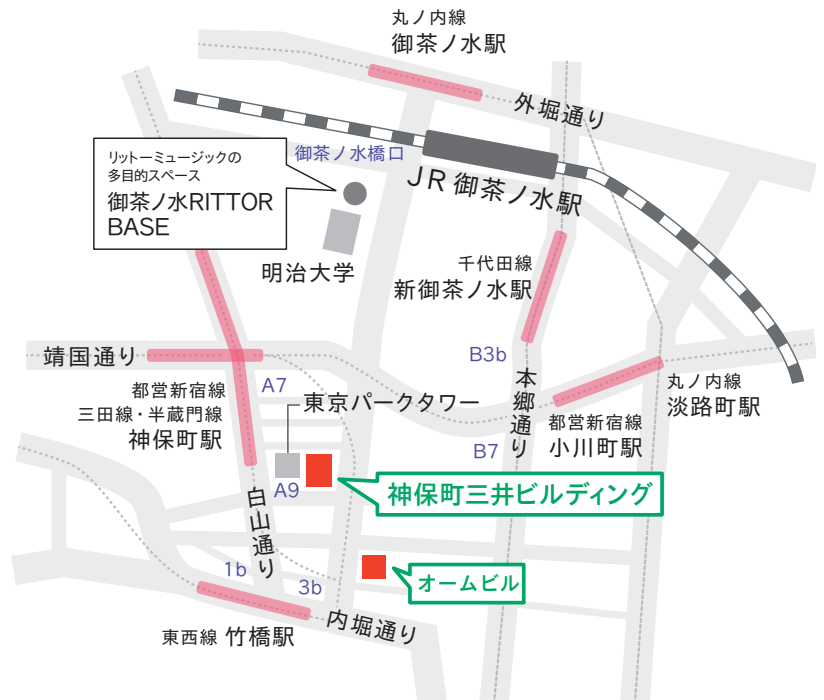 丸ノ内線
御茶ノ水駅
外堀通り
御茶ノ水橋口
JR 御茶ノ水駅
リットーミュージックの
多目的スペース
御茶ノ水RITTOR
BASE
明治大学
千代田線
新御茶ノ水駅
靖国通り
B3b
A7
本郷通り
丸ノ内線
淡路町駅
都営新宿線
三田線・半蔵門線
神保町駅
東京パークタワー
都営新宿線
小川町駅
B7
A9
神保町三井ビルディング
白山通り
1b
3b
オームビル
東西線 竹橋駅
内堀通り